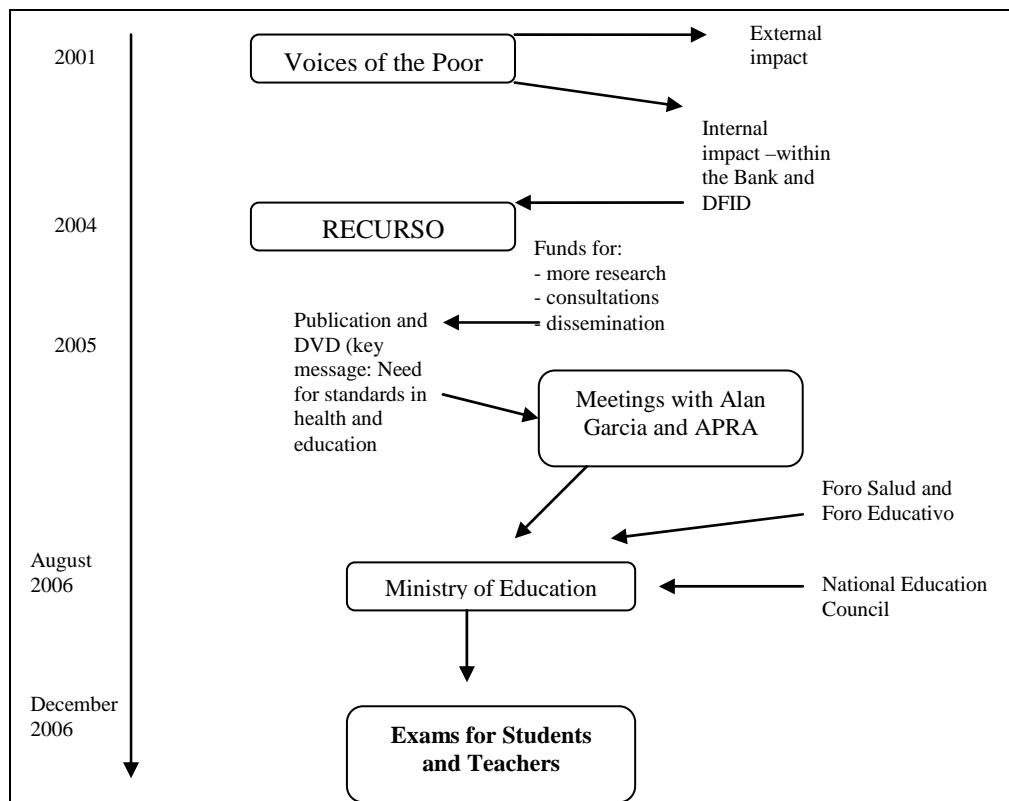 2001
Voices of the Poor
External
impact
Internal
impact –within
the Bank and
DFID
2004
RECURSO
Funds for:
- more research
- consultations
- dissemination
2005
Publication and
DVD (key
message: Need
for standards in
health and
education
Meetings with Alan
Garcia and APRA
Foro Salud and
Foro Educativo
August
2006
Ministry of Education
National Education
Council
December
2006
Exams for Students
and Teachers